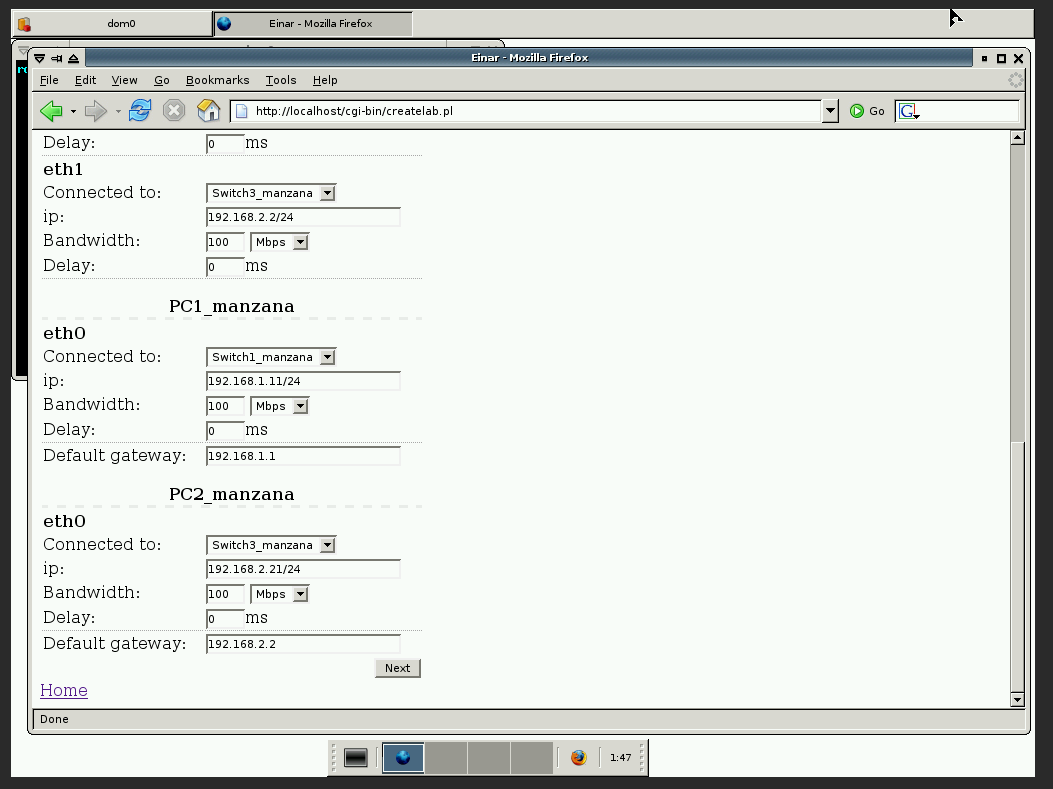 dom0
Einar - Mozilla Firefox
Einar - Mozilla Firefox
File Edit View Go Bookmarks Tools Help
http://localhost/cgi-bin/createlab.pl Go G
Delay: 0 ms
eth1
Connected to: Switch3_manzana
ip: 192.168.2.2/24
Bandwidth: 100 Mbps
Delay: 0 ms
PC1_manzana
eth0
Connected to: Switch1_manzana
ip: 192.168.1.11/24
Bandwidth: 100 Mbps
Delay: 0 ms
Default gateway: 192.168.1.1
PC2_manzana
eth0
Connected to: Switch3_manzana
ip: 192.168.2.21/24
Bandwidth: 100 Mbps
Delay: 0 ms
Default gateway: 192.168.2.2
Next
Home
Done
1:47